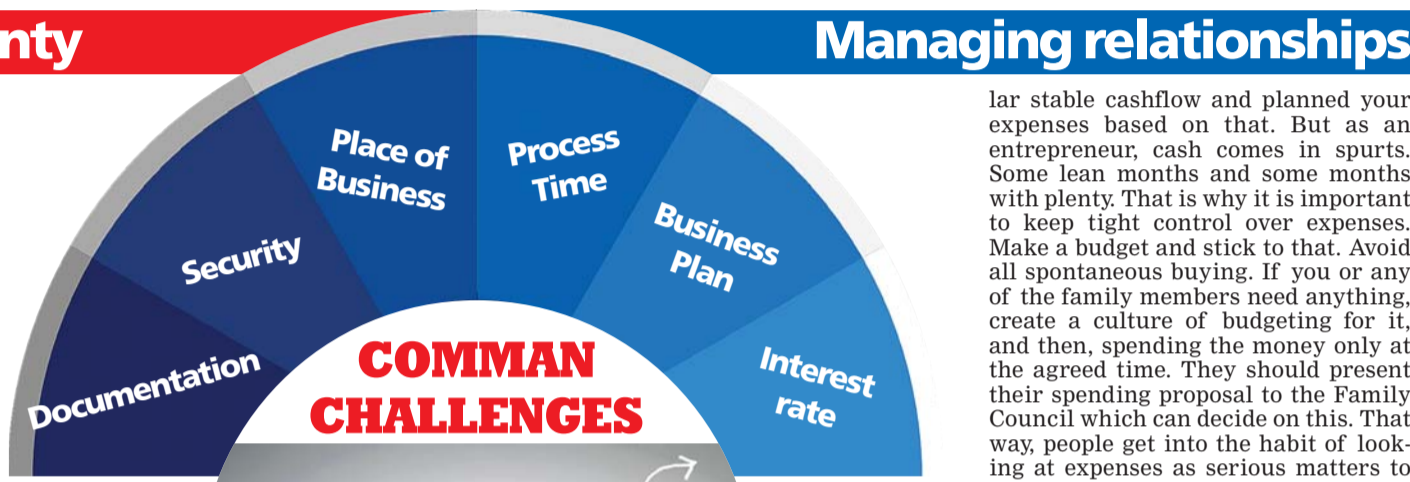 nty
Managing relationships
Documentation
Security
Place of
Business
Process
Time
Business
Plan
Interest
rate
COMMAN
CHALLENGES
lar stable cashflow and planned your
expenses based on that. But as an
entrepreneur, cash comes in spurts.
Some lean months and some months
with plenty. That is why it is important
to keep tight control over expenses.
Make a budget and stick to that. Avoid
all spontaneous buying. If you or any
of the family members need anything,
create a culture of budgeting for it,
and then, spending the money only at
the agreed time. They should present
their spending proposal to the Family
Council which can decide on this. That
way, people get into the habit of look-
ing at expenses as serious matters to